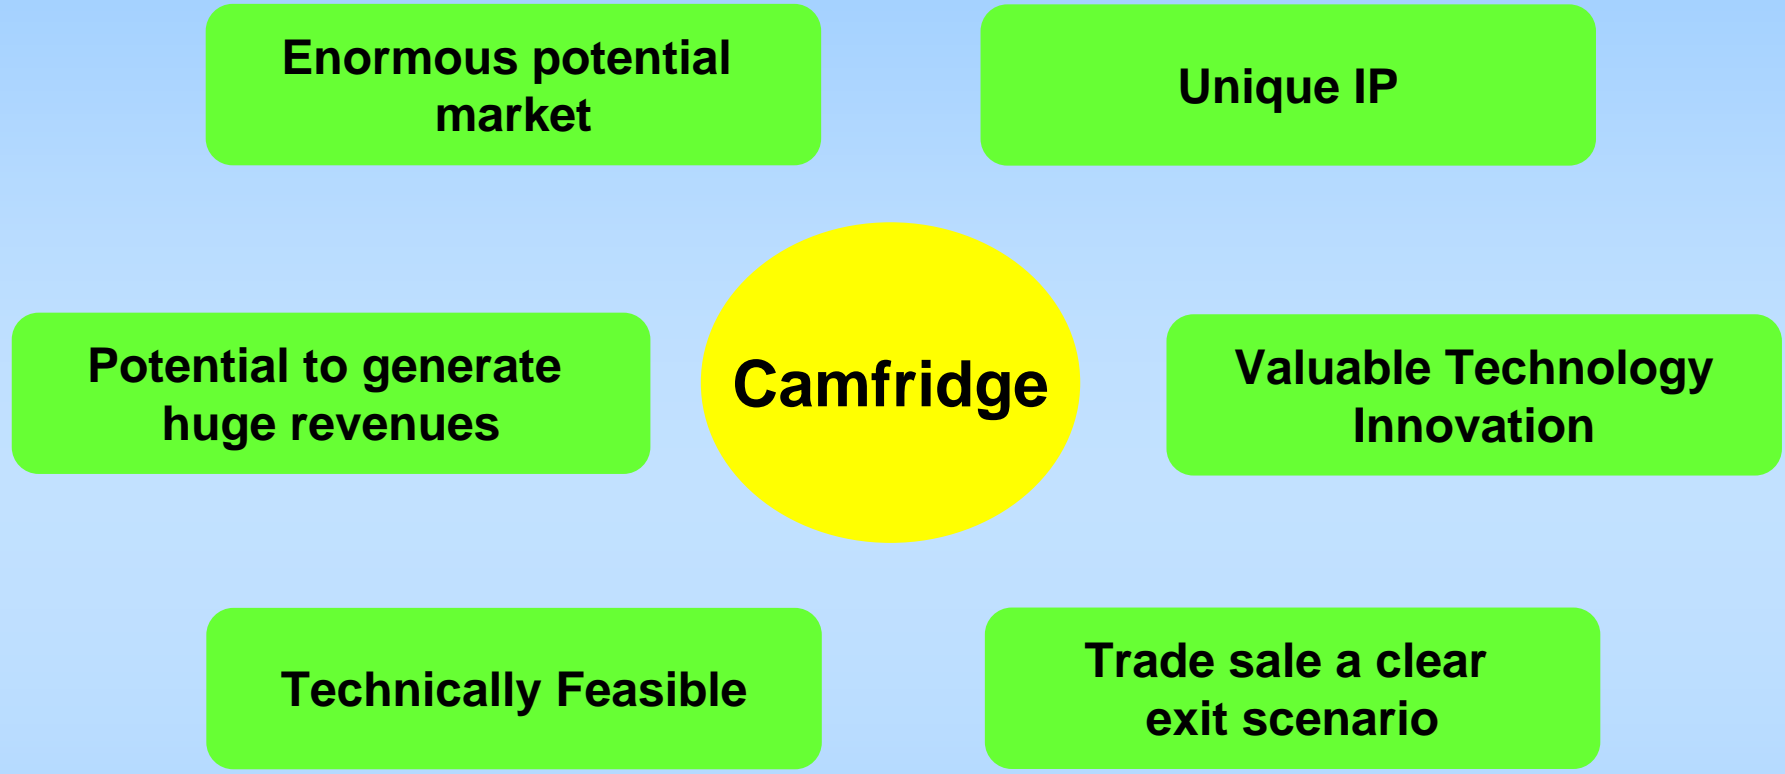 Enormous potential
market
Unique IP
Potential to generate
huge revenues
Camfridge
Valuable Technology
Innovation
Technically Feasible
Trade sale a clear
exit scenario